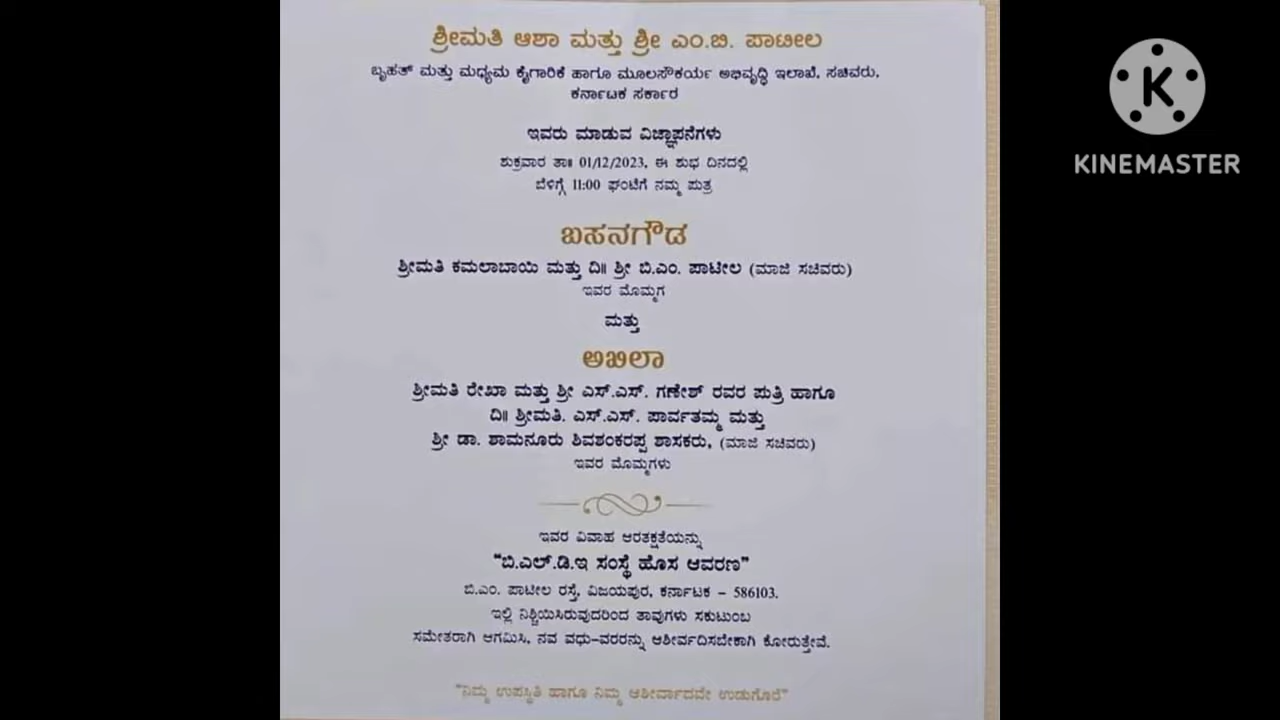 ಶ್ರೀಮತಿ ಆಶಾ ಮತ್ತು ಶ್ರೀ ಎಂ.ಬಿ. ಪಾಟೀಲ
ಬೃಹತ್ ಮತ್ತು ಮಧ್ಯಮ ಕೈಗಾರಿಕೆ ಹಾಗೂ ಮೂಲಸೌಕರ್ಯ ಅಭಿವೃದ್ಧಿ ಇಲಾಖೆ, ಸಚಿವರು,
ಕರ್ನಾಟಕ ಸರ್ಕಾರ
ಇವರು ಮಾಡುವ ವಿಜ್ಞಾಪನೆಗಳು
ಶುಕ್ರವಾರ ತಾ॥ 01/12/2023, ಈ ಶುಭ ದಿನದಲ್ಲಿ
ಬೆಳಿಗ್ಗೆ 11:00 ಘಂಟೆಗೆ ನಮ್ಮ ಪುತ್ರ
ಬಸನಗೌಡ
ಶ್ರೀಮತಿ ಕಮಲಾಬಾಯಿ ಮತ್ತು ದಿ॥ ಶ್ರೀ ಬಿ.ಎಂ. ಪಾಟೀಲ (ಮಾಜಿ ಸಚಿವರು)
ಇವರ ಮೊಮ್ಮಗ
ಮತ್ತು
ಅಖಿಲಾ
ಶ್ರೀಮತಿ ರೇಖಾ ಮತ್ತು ಶ್ರೀ ಎಸ್.ಎಸ್. ಗಣೇಶ್ ರವರ ಪುತ್ರಿ ಹಾಗೂ
ದಿ॥ ಶ್ರೀಮತಿ. ಎಸ್.ಎಸ್. ಪಾರ್ವತಮ್ಮ ಮತ್ತು
ಶ್ರೀ ಡಾ. ಶಾಮನೂರು ಶಿವಶಂಕರಪ್ಪ ಶಾಸಕರು, (ಮಾಜಿ ಸಚಿವರು)
ಇವರ ಮೊಮ್ಮಗಳು
ಇವರ ವಿವಾಹ ಆರತಕ್ಷತೆಯನ್ನು
“ಬಿ.ಎಲ್.ಡಿ.ಇ ಸಂಸ್ಥೆ ಹೊಸ ಆವರಣ”
ಬಿ.ಎಂ. ಪಾಟೀಲ ರಸ್ತೆ, ವಿಜಯಪುರ, ಕರ್ನಾಟಕ – 586103.
ಇಲ್ಲಿ ನಿಶ್ಚಿಯಿಸಿರುವುದರಿಂದ ತಾವುಗಳು ಸಕುಟುಂಬ
ಸಮೇತರಾಗಿ ಆಗಮಿಸಿ, ನವ ವಧು–ವರರನ್ನು ಆಶೀರ್ವದಿಸಬೇಕಾಗಿ ಕೋರುತ್ತೇವೆ.
“ನಿಮ್ಮ ಉಪಸ್ಥಿತಿ ಹಾಗೂ ನಿಮ್ಮ ಆಶೀರ್ವಾದವೇ ಉಡುಗೊರೆ”
K
KINEMASTER